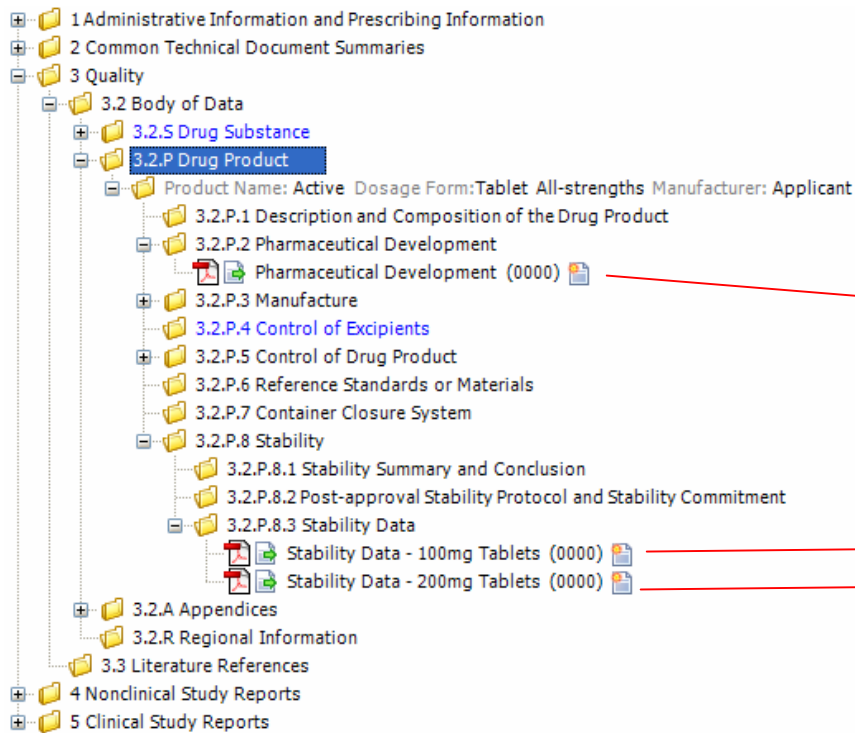 1 Administrative Information and Prescribing Information
2 Common Technical Document Summaries
3 Quality
3.2 Body of Data
3.2.S Drug Substance
3.2.P Drug Product
Product Name: Active Dosage Form:Tablet All-strengths Manufacturer: Applicant
3.2.P.1 Description and Composition of the Drug Product
3.2.P.2 Pharmaceutical Development
Pharmaceutical Development (0000)
3.2.P.3 Manufacture
3.2.P.4 Control of Excipients
3.2.P.5 Control of Drug Product
3.2.P.6 Reference Standards or Materials
3.2.P.7 Container Closure System
3.2.P.8 Stability
3.2.P.8.1 Stability Summary and Conclusion
3.2.P.8.2 Post-approval Stability Protocol and Stability Commitment
3.2.P.8.3 Stability Data
Stability Data - 100mg Tablets (0000)
Stability Data - 200mg Tablets (0000)
3.2.A Appendices
3.2.R Regional Information
3.3 Literature References
4 Nonclinical Study Reports
5 Clinical Study Reports